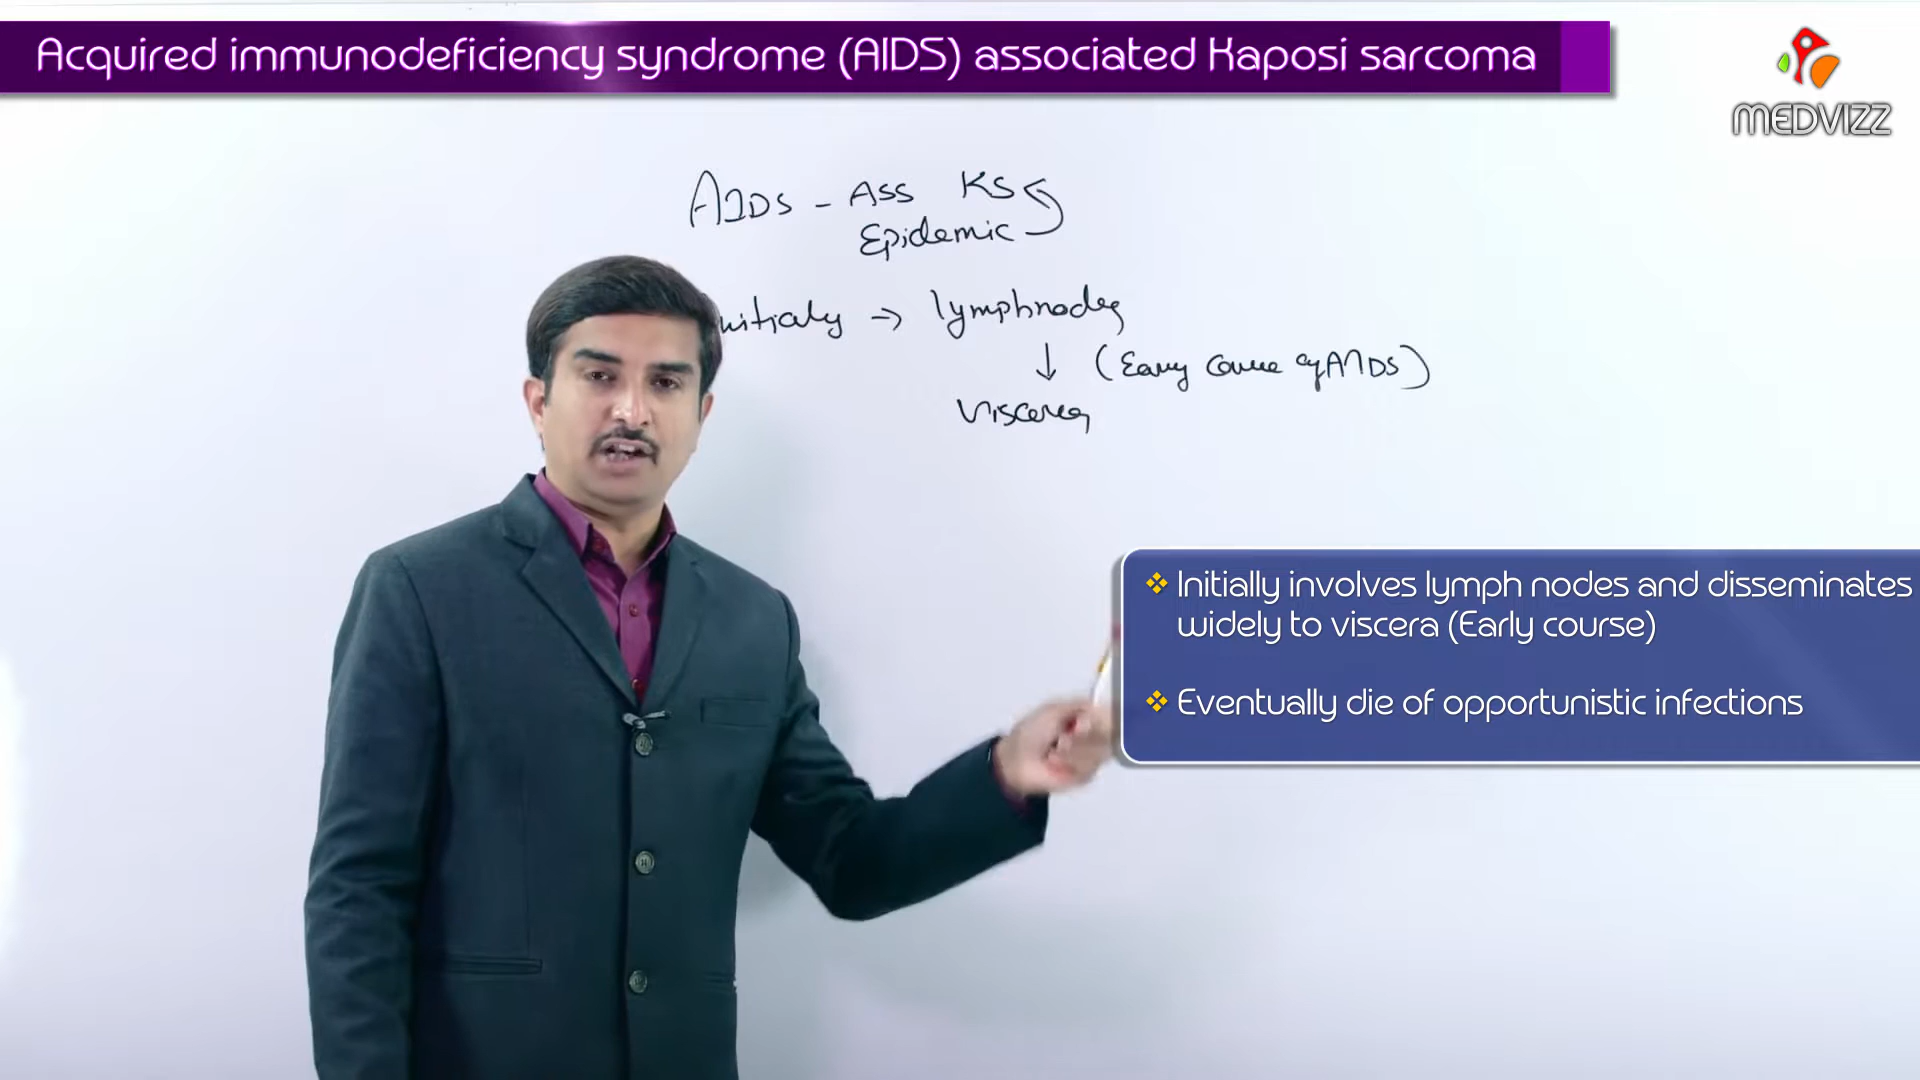 Acquired immunodeficiency syndrome (AIDS) associated Kaposi sarcoma
MEDVIZZ
AIDS - Ass KS
Epidemic
nitialy → lymphnodes
↓ (Early course of AIDS)
Viscera
❖ Initially involves lymph nodes and disseminates
widely to viscera (Early course)
❖ Eventually die of opportunistic infections